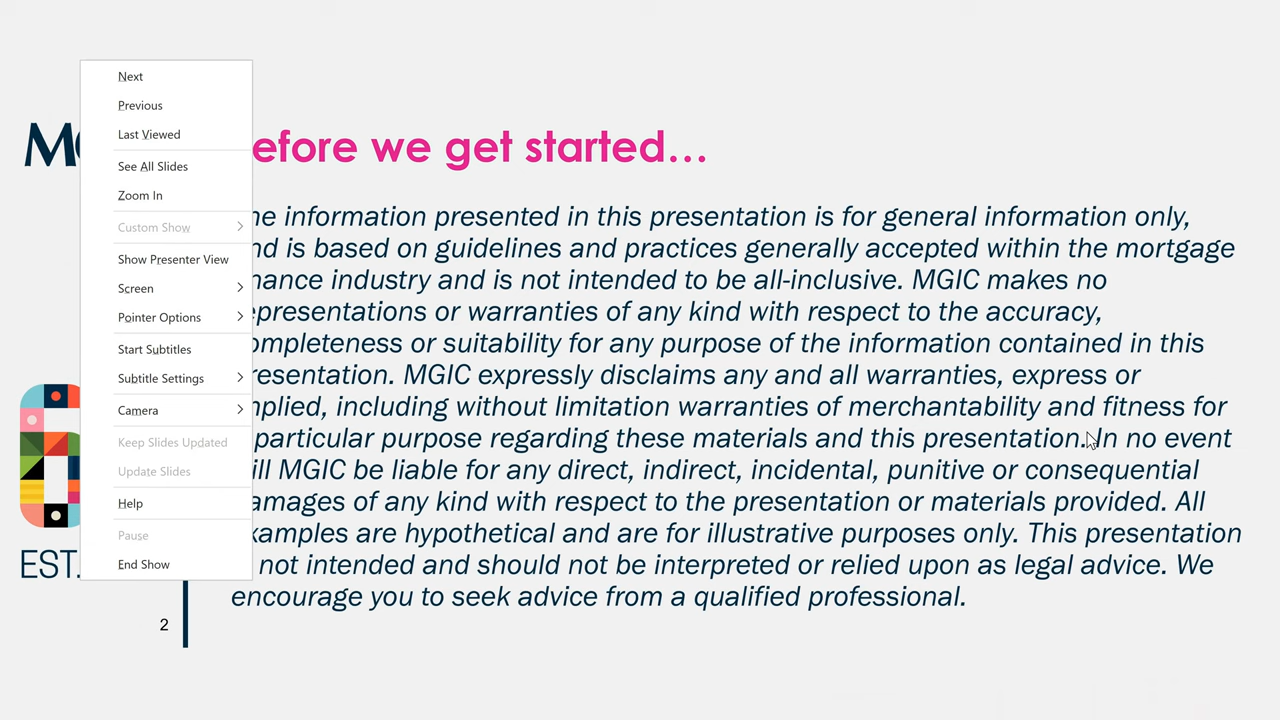 Next
Previous
Last Viewed
See All Slides
Zoom In
Custom Show
Show Presenter View
Screen
Pointer Options
Start Subtitles
Subtitle Settings
Camera
Keep Slides Updated
Update Slides
Help
Pause
End Show
EST.
2
efore we get started...
he information presented in this presentation is for general information only,
nd is based on guidelines and practices generally accepted within the mortgage
nance industry and is not intended to be all-inclusive. MGIC makes no
presentations or warranties of any kind with respect to the accuracy,
ompleteness or suitability for any purpose of the information contained in this
resentation. MGIC expressly disclaims any and all warranties, express or
mplied, including without limitation warranties of merchantability and fitness for
particular purpose regarding these materials and this presentation. In no event
ill MGIC be liable for any direct, indirect, incidental, punitive or consequential
amages of any kind with respect to the presentation or materials provided. All
xamples are hypothetical and are for illustrative purposes only. This presentation
not intended and should not be interpreted or relied upon as legal advice. We
encourage you to seek advice from a qualified professional.